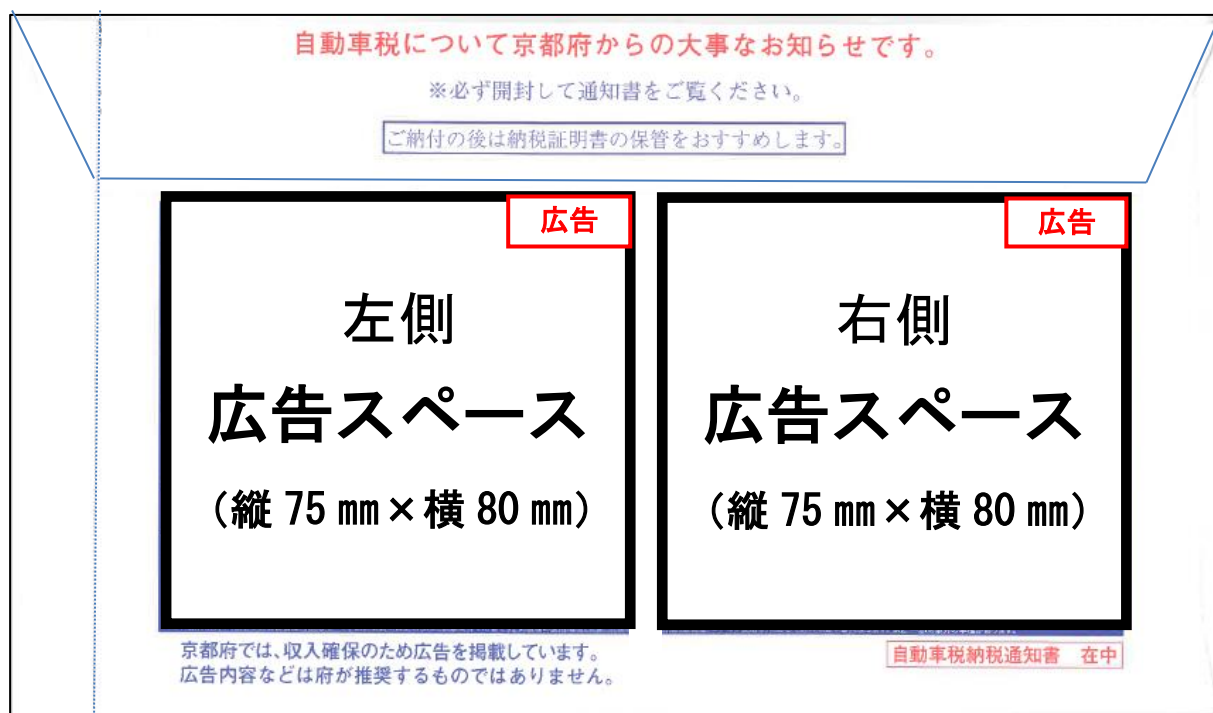 自動車税について京都府からの大事なお知らせです。
※必ず開封して通知書をご覧ください。
ご納付の後は納税証明書の保管をおすすめします。
広告
左側
広告スペース
(縦 75 ㎜×横 80 ㎜)
広告
右側
広告スペース
(縦 75 ㎜×横 80 ㎜)
京都府では、収入確保のため広告を掲載しています。
広告内容などは府が推奨するものではありません。
自動車税納税通知書 在中